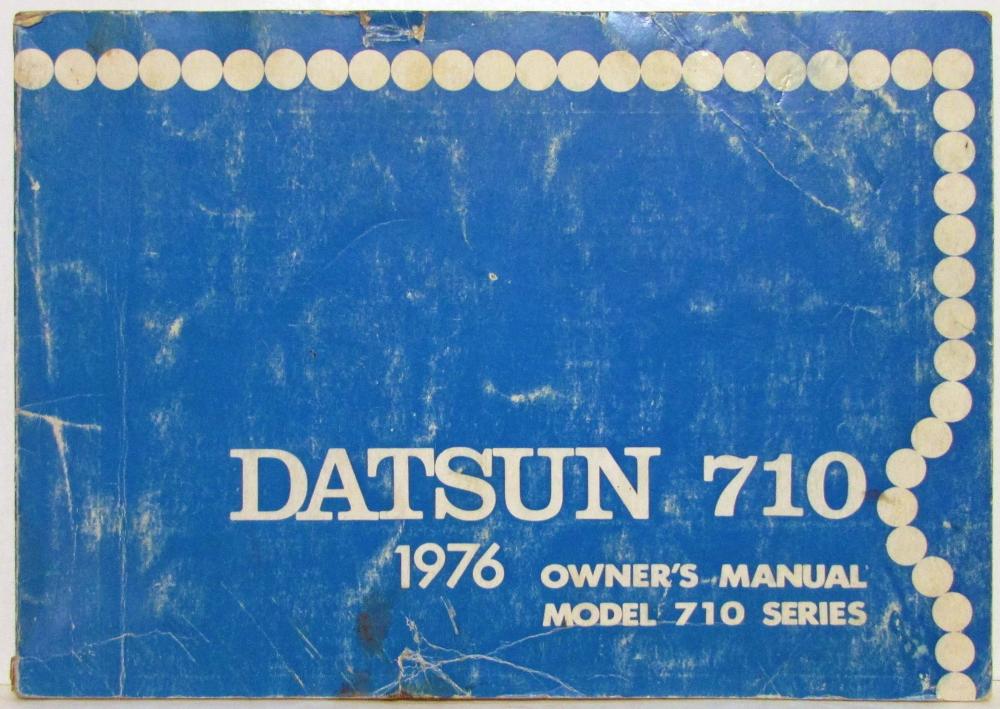 DATSUN 710
1976 OWNER'S MANUAL
MODEL 710 SERIES